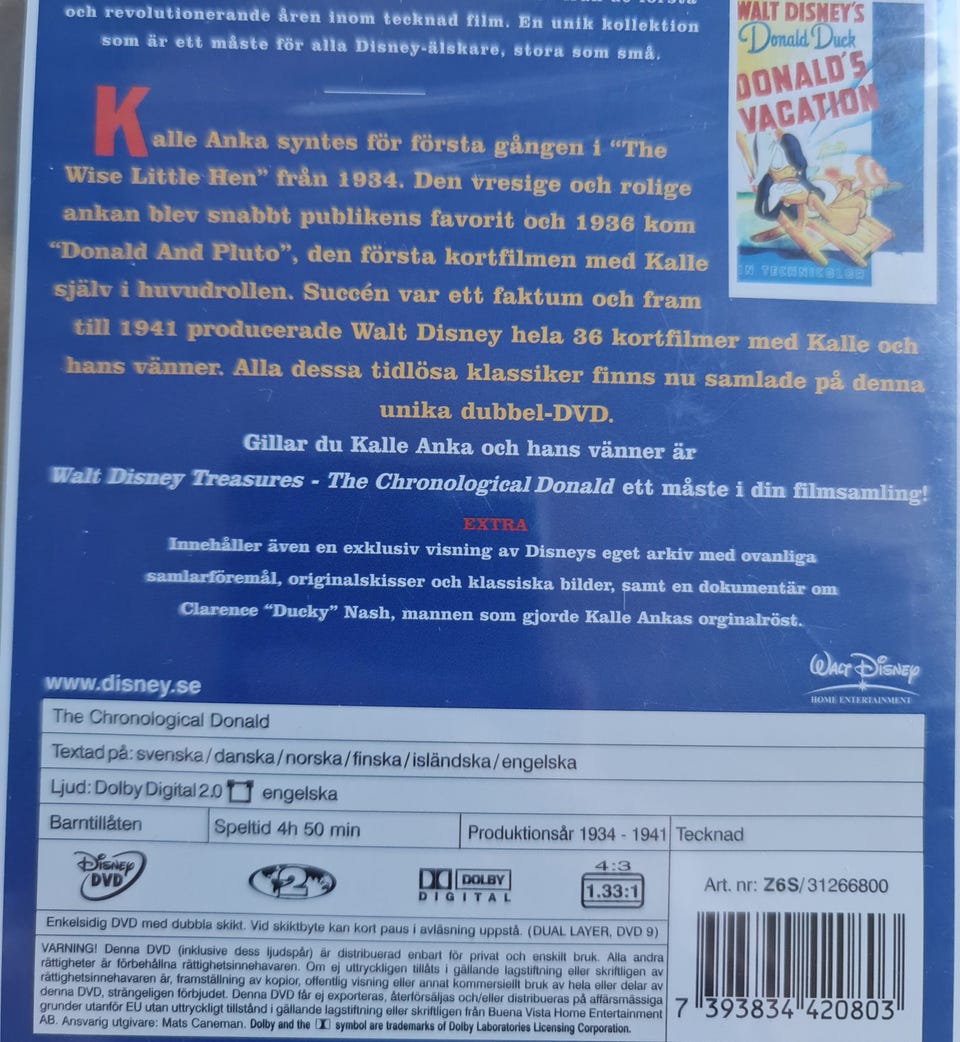 och revolutionerande åren inom tecknad film. En unik kollektion
som är ett måste för alla Disney-älskare, stora som små.
WALT DISNEY'S
Donald Duck
DONALD'S
VACATION
IN TECHNICOLOR
Kalle Anka syntes för första gången i “The
Wise Little Hen” från 1934. Den vresige och rolige
ankan blev snabbt publikens favorit och 1936 kom
“Donald And Pluto”, den första kortfilmen med Kalle
själv i huvudrollen. Succén var ett faktum och fram
till 1941 producerade Walt Disney hela 36 kortfilmer med Kalle och
hans vänner. Alla dessa tidlösa klassiker finns nu samlade på denna
unika dubbel-DVD.
Gillar du Kalle Anka och hans vänner är
Walt Disney Treasures - The Chronological Donald ett måste i din filmsamling!
EXTRA
Innehåller även en exklusiv visning av Disneys eget arkiv med ovanliga
samlarföremål, originalskisser och klassiska bilder, samt en dokumentär om
Clarence “Ducky” Nash, mannen som gjorde Kalle Ankas orginalröst.
WALT DISNEY
HOME ENTERTAINMENT
www.disney.se
The Chronological Donald
Textad på: svenska/danska/norska/finska/isländska/engelska
Ljud: Dolby Digital 2.0 engelska
Barntillåten
Speltid 4h 50 min
Produktionsår 1934 - 1941
Tecknad
DISNEY DVD
2
DOLBY
DIGITAL
4:3
1.33:1
Art. nr: Z6S/31266800
Enkelsidig DVD med dubbla skikt. Vid skiktbyte kan kort paus i avläsning uppstå. (DUAL LAYER, DVD 9)
VARNING! Denna DVD (inklusive dess ljudspår) är distribuerad enbart för privat och enskilt bruk. Alla andra
rättigheter är förbehållna rättighetsinnehavaren. Om ej uttryckligen tillåts i gällande lagstiftning eller skriftligen av
rättighetsinnehavaren är, framställning av kopior, offentlig visning eller annat kommersiellt bruk av hela eller delar av
denna DVD, strängeligen förbjudet. Denna DVD får ej exporteras, återförsäljas och/eller distribueras på affärsmässiga
grunder utanför EU utan uttryckligt tillstånd i gällande lagstiftning eller skriftligen från Buena Vista Home Entertainment
AB. Ansvarig utgivare: Mats Caneman. Dolby and the symbol are trademarks of Dolby Laboratories Licensing Corporation.
7 393834 420803